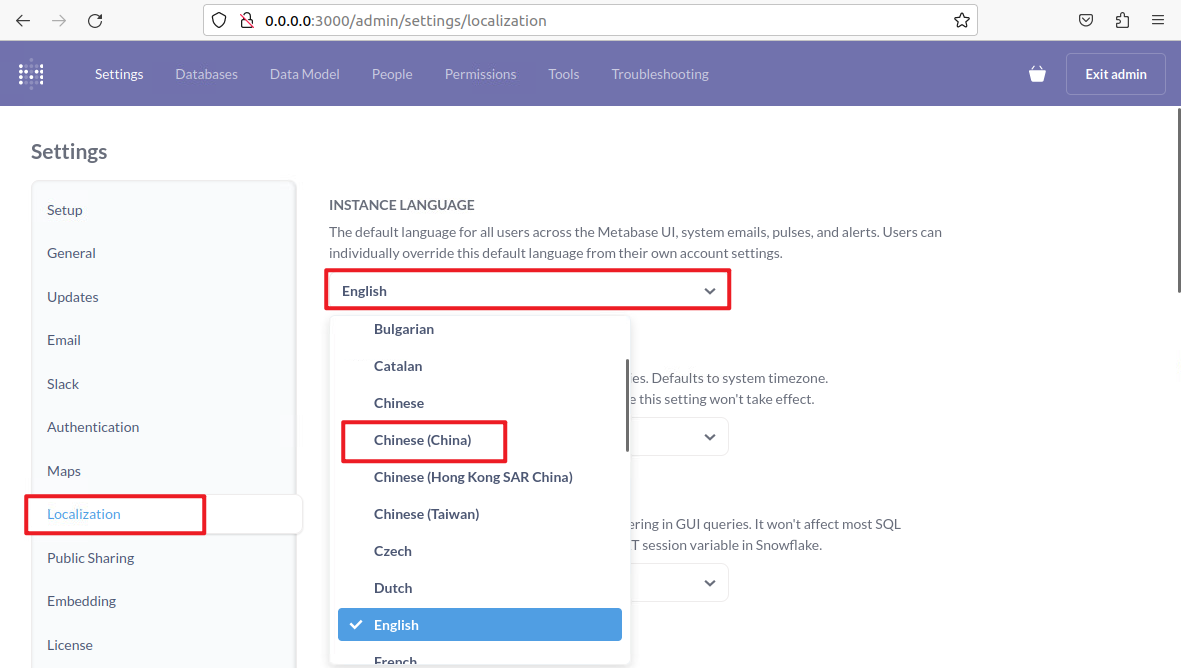 0.0.0.0:3000/admin/settings/localization
Settings Databases Data Model People Permissions Tools Troubleshooting Exit admin
Settings
Setup
General
Updates
Email
Slack
Authentication
Maps
Localization
Public Sharing
Embedding
License
INSTANCE LANGUAGE
The default language for all users across the Metabase UI, system emails, pulses, and alerts. Users can
individually override this default language from their own account settings.
English
Bulgarian
Catalan
Chinese
Chinese (China)
Chinese (Hong Kong SAR China)
Chinese (Taiwan)
Czech
Dutch
English
French
es. Defaults to system timezone.
e this setting won't take effect.
ering in GUI queries. It won't affect most SQL
T session variable in Snowflake.